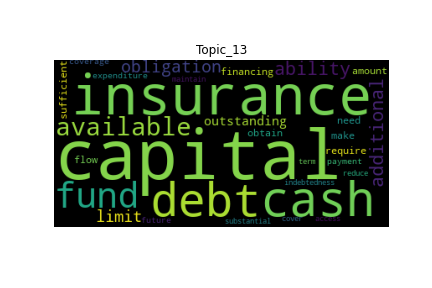 Topic_13
coverage
obligation
ability
sufficient
expenditure
financing
amount
maintain
insurance
additional
available
outstanding
need
obtain
make
capital
require
flow
term
payment
reduce
fund
debt
cash
indebtedness
limit
future
substantial
cover